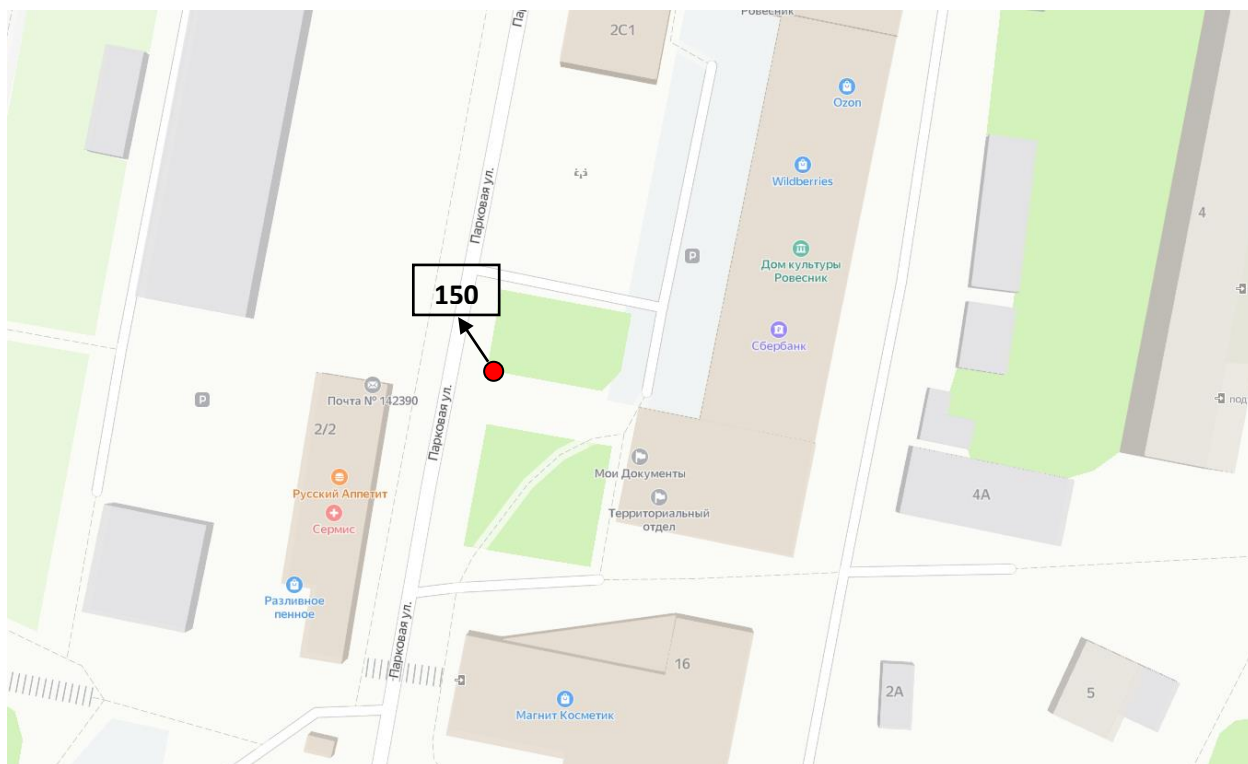 Ровесник
2С1
Ozon
Wildberries
4
Парковая ул.
Р
Дом культуры
Ровесник
150
Сбербанк
Почта № 142390
Р
2/2
Парковая ул.
Мои Документы
Русский Аппетит
Территориальный
отдел
4А
Сермис
Разливное
пенное
Парковая ул.
16
2А
5
Магнит Косметик